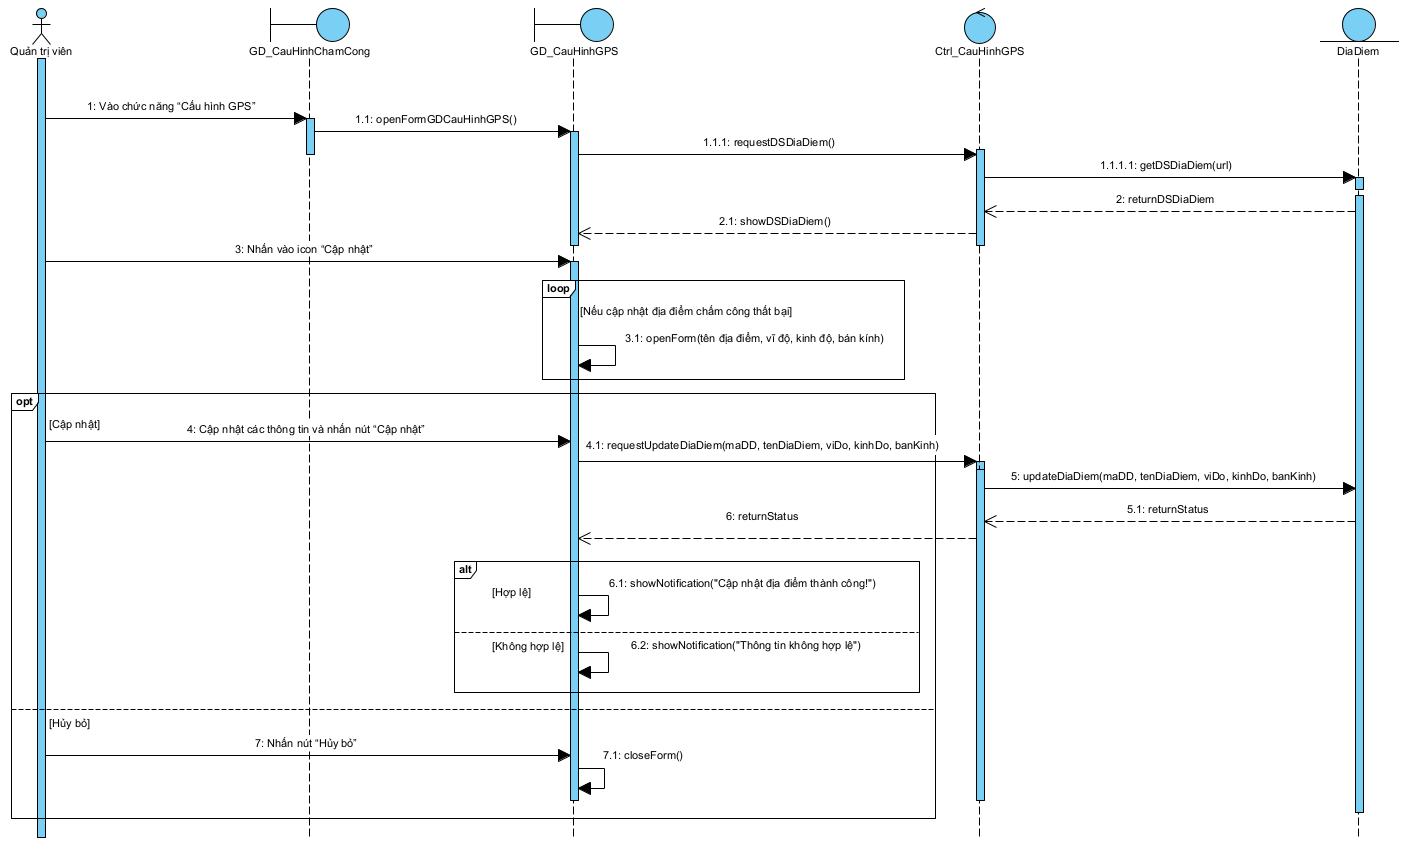 Quản trị viên
GD_CauHinhChamCong
GD_CauHinhGPS
Ctrl_CauHinhGPS
DiaDiem
1: Vào chức năng “Cấu hình GPS”
1.1: openFormGDCauHinhGPS()
1.1.1: requestDSDiaDiem()
1.1.1.1: getDSDiaDiem(url)
2: returnDSDiaDiem
2.1: showDSDiaDiem()
3: Nhấn vào icon “Cập nhật”
loop
[Nếu cập nhật địa điểm chấm công thất bại]
3.1: openForm(tên địa điểm, vĩ độ, kinh độ, bán kính)
opt
[Cập nhật]
4: Cập nhật các thông tin và nhấn nút “Cập nhật”
4.1: requestUpdateDiaDiem(maDD, tenDiaDiem, viDo, kinhDo, banKinh)
5: updateDiaDiem(maDD, tenDiaDiem, viDo, kinhDo, banKinh)
5.1: returnStatus
6: returnStatus
alt
[Hợp lệ]
6.1: showNotification("Cập nhật địa điểm thành công!")
[Không hợp lệ]
6.2: showNotification("Thông tin không hợp lệ")
[Hủy bỏ]
7: Nhấn nút “Hủy bỏ”
7.1: closeForm()